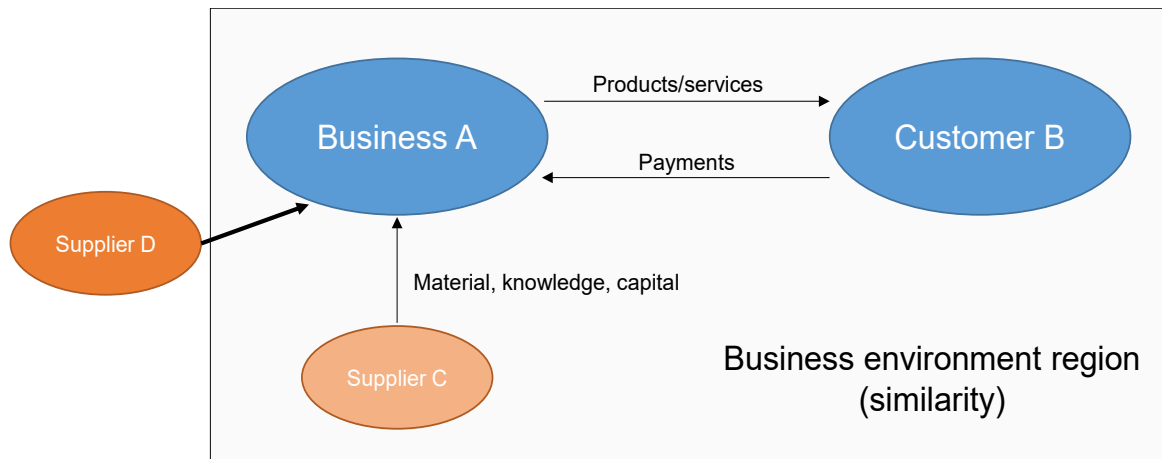 Products/services
Business A
Customer B
Payments
Supplier D
Material, knowledge, capital
Supplier C
Business environment region
(similarity)